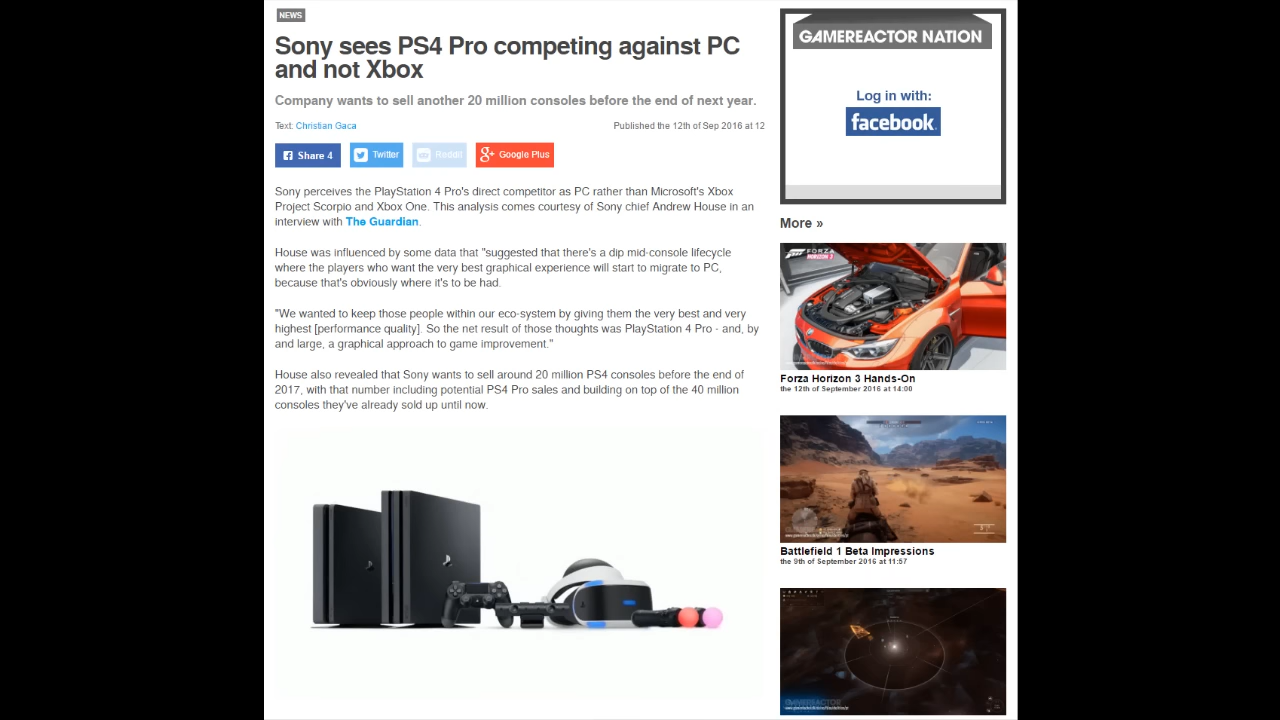 NEWS
Sony sees PS4 Pro competing against PC
and not Xbox
Company wants to sell another 20 million consoles before the end of next year.
Text: Christian Gaca
Published the 12th of Sep 2016 at 12
Share 4
Twitter
Reddit
Google Plus
Sony perceives the PlayStation 4 Pro's direct competitor as PC rather than Microsoft's Xbox
Project Scorpio and Xbox One. This analysis comes courtesy of Sony chief Andrew House in an
interview with The Guardian.
House was influenced by some data that "suggested that there's a dip mid-console lifecycle
where the players who want the very best graphical experience will start to migrate to PC,
because that's obviously where it's to be had.
"We wanted to keep those people within our eco-system by giving them the very best and very
highest [performance quality]. So the net result of those thoughts was PlayStation 4 Pro - and, by
and large, a graphical approach to game improvement."
House also revealed that Sony wants to sell around 20 million PS4 consoles before the end of
2017, with that number including potential PS4 Pro sales and building on top of the 40 million
consoles they've already sold up until now.
GAMEREACTOR NATION
Log in with:
facebook
More »
FORZA
HORIZON 3
Forza Horizon 3 Hands-On
the 12th of September 2016 at 14:00
Battlefield 1 Beta Impressions
the 9th of September 2016 at 11:57
GAMEREACTOR